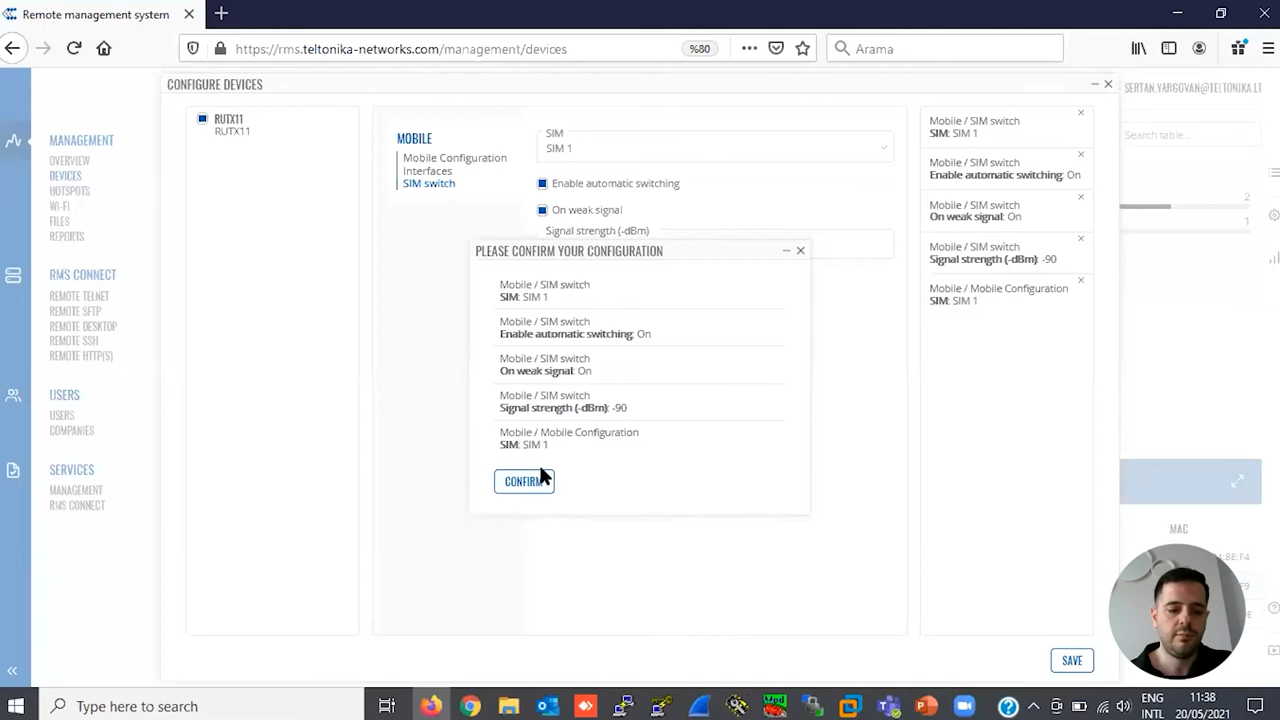 Remote management system
https://rms.teltonika-networks.com/management/devices
%80
Arama
CONFIGURE DEVICES
SERTAN.YARGOVAN@TELTONIKA.LT
Search table...
MANAGEMENT
OVERVIEW
DEVICES
HOTSPOTS
WI-FI
FILES
REPORTS
RMS CONNECT
REMOTE TELNET
REMOTE SFTP
REMOTE DESKTOP
REMOTE SSH
REMOTE HTTP(S)
USERS
USERS
COMPANIES
SERVICES
MANAGEMENT
RMS CONNECT
RUTX11
RUTX11
MOBILE
Mobile Configuration
Interfaces
SIM switch
SIM
SIM 1
Enable automatic switching
On weak signal
Signal strength (-dBm)
PLEASE CONFIRM YOUR CONFIGURATION
Mobile / SIM switch
SIM: SIM 1
Mobile / SIM switch
Enable automatic switching: On
Mobile / SIM switch
On weak signal: On
Mobile / SIM switch
Signal strength (-dBm): -90
Mobile / Mobile Configuration
SIM: SIM 1
CONFIRM
Mobile / SIM switch
SIM: SIM 1
Mobile / SIM switch
Enable automatic switching: On
Mobile / SIM switch
On weak signal: On
Mobile / SIM switch
Signal strength (-dBm): -90
Mobile / Mobile Configuration
SIM: SIM 1
SAVE
2
1
MAC
Type here to search
ENG
INTL
11:38
20/05/2021